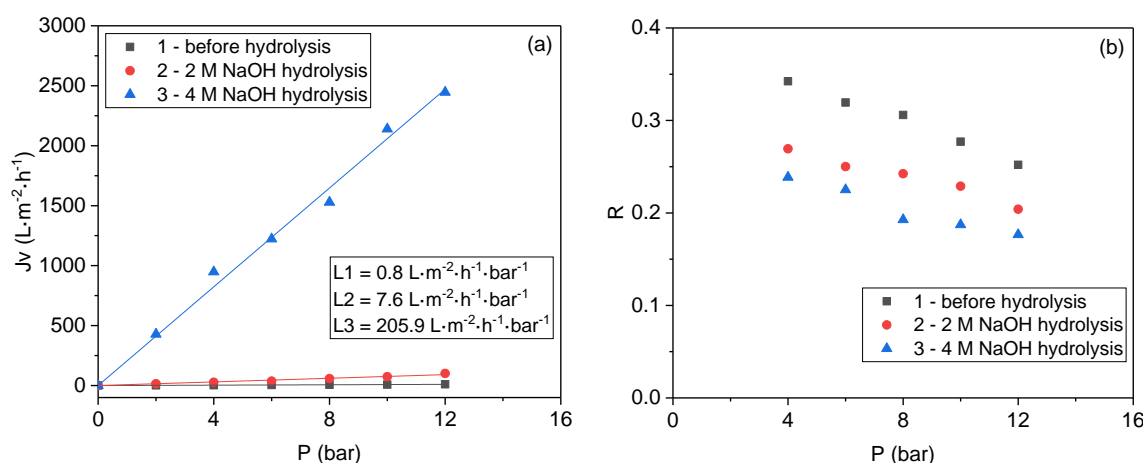 (a)
3000
2500
2000
1500
1000
500
0
Jv (L·m⁻²·h⁻¹)
1 - before hydrolysis
2 - 2 M NaOH hydrolysis
3 - 4 M NaOH hydrolysis
L1 = 0.8 L·m⁻²·h⁻¹·bar⁻¹
L2 = 7.6 L·m⁻²·h⁻¹·bar⁻¹
L3 = 205.9 L·m⁻²·h⁻¹·bar⁻¹
0 4 8 12 16
P (bar)
(b)
0.4
0.3
0.2
0.1
0.0
R
1 - before hydrolysis
2 - 2 M NaOH hydrolysis
3 - 4 M NaOH hydrolysis
0 4 8 12 16
P (bar)